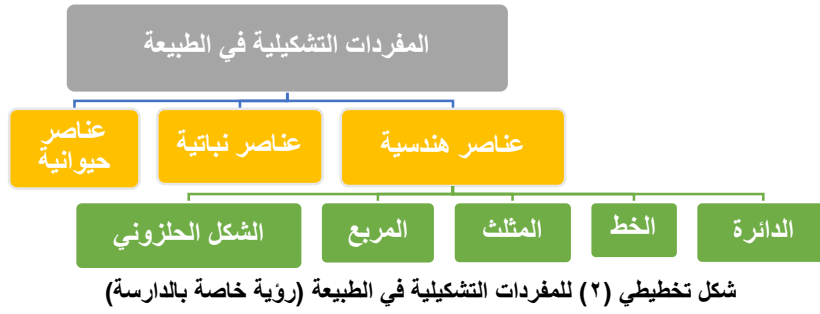 المفردات التشكيلية في الطبيعة
عناصر هندسية
عناصر نباتية
عناصر
حيوانية
الدائرة
الخط
المثلث
المربع
الشكل الحلزوني
شكل تخطيطي (٢) للمفردات التشكيلية في الطبيعة (رؤية خاصة بالدارسة)